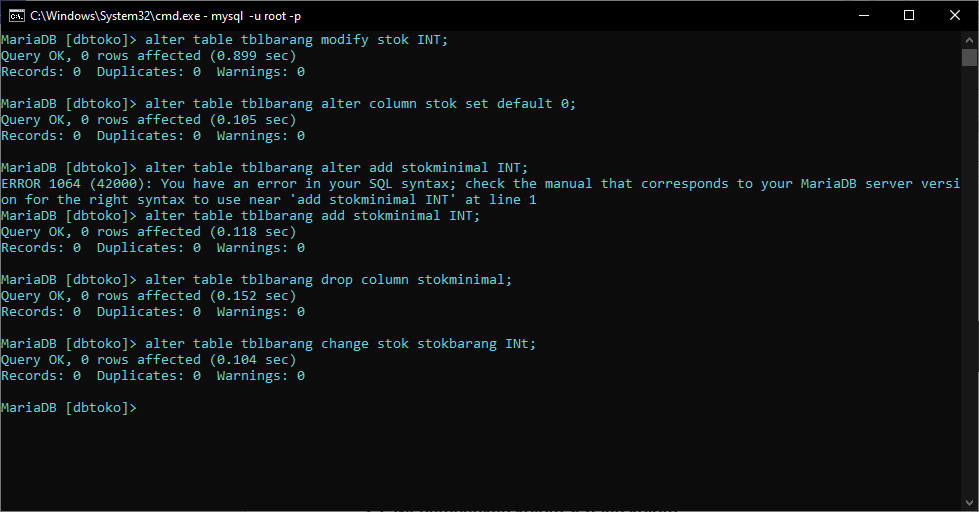 C:\Windows\System32\cmd.exe - mysql  -u root -p
MariaDB [dbtoko]> alter table tblbarang modify stok INT;
Query OK, 0 rows affected (0.899 sec)
Records: 0  Duplicates: 0  Warnings: 0
MariaDB [dbtoko]> alter table tblbarang alter column stok set default 0;
Query OK, 0 rows affected (0.105 sec)
Records: 0  Duplicates: 0  Warnings: 0
MariaDB [dbtoko]> alter table tblbarang alter add stokminimal INT;
ERROR 1064 (42000): You have an error in your SQL syntax; check the manual that corresponds to your MariaDB server versi
on for the right syntax to use near 'add stokminimal INT' at line 1
MariaDB [dbtoko]> alter table tblbarang add stokminimal INT;
Query OK, 0 rows affected (0.118 sec)
Records: 0  Duplicates: 0  Warnings: 0
MariaDB [dbtoko]> alter table tblbarang drop column stokminimal;
Query OK, 0 rows affected (0.152 sec)
Records: 0  Duplicates: 0  Warnings: 0
MariaDB [dbtoko]> alter table tblbarang change stok stokbarang INt;
Query OK, 0 rows affected (0.104 sec)
Records: 0  Duplicates: 0  Warnings: 0
MariaDB [dbtoko]>